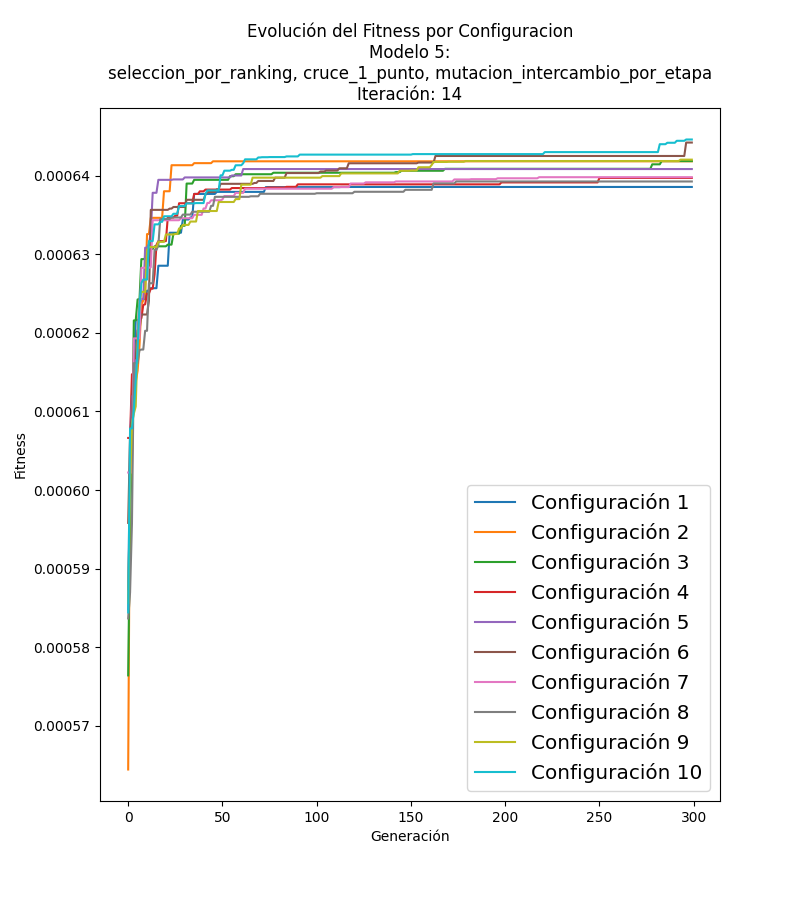 Evolución del Fitness por Configuracion
Modelo 5:
seleccion_por_ranking, cruce_1_punto, mutacion_intercambio_por_etapa
Iteración: 14
0.00064
0.00063
0.00062
0.00061
0.00060
0.00059
0.00058
0.00057
Fitness
Configuración 1
Configuración 2
Configuración 3
Configuración 4
Configuración 5
Configuración 6
Configuración 7
Configuración 8
Configuración 9
Configuración 10
0 50 100 150 200 250 300
Generación